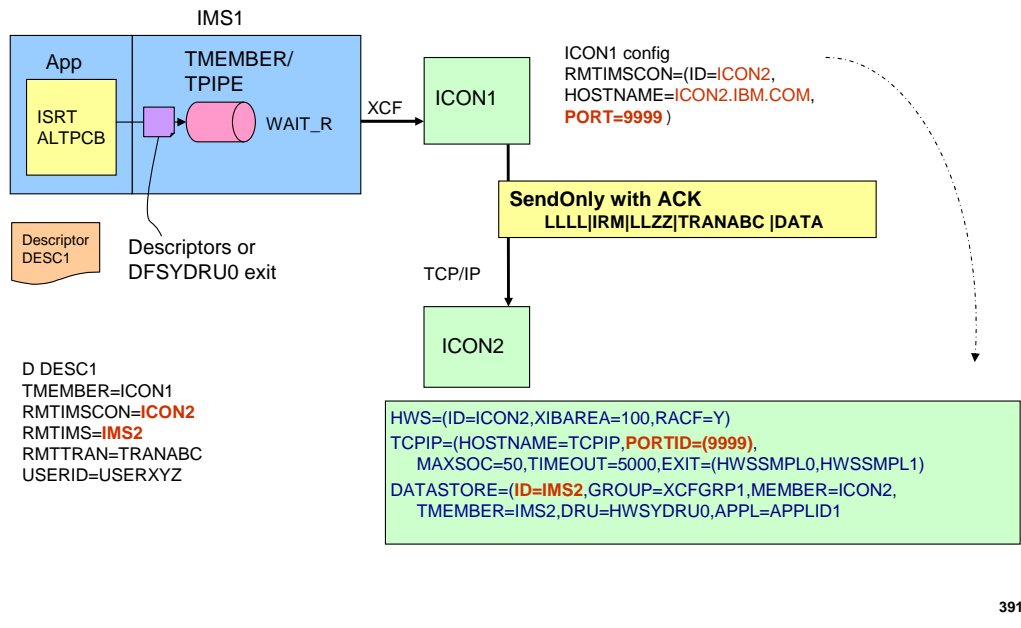 IMS1
App
ISRT
ALTPCB
TMEMBER/
TPIPE
WAIT_R
XCF
ICON1
ICON1 config
RMTIMSCON=(ID=ICON2,
HOSTNAME=ICON2.IBM.COM,
PORT=9999 )
SendOnly with ACK
LLLL|IRM|LLZZ|TRANABC |DATA
Descriptor
DESC1
Descriptors or
DFSYDRU0 exit
TCP/IP
ICON2
D DESC1
TMEMBER=ICON1
RMTIMSCON=ICON2
RMTIMS=IMS2
RMTTRAN=TRANABC
USERID=USERXYZ
HWS=(ID=ICON2,XIBAREA=100,RACF=Y)
TCPIP=(HOSTNAME=TCPIP,PORTID=(9999),
MAXSOC=50,TIMEOUT=5000,EXIT=(HWSSMPL0,HWSSMPL1)
DATASTORE=(ID=IMS2,GROUP=XCFGRP1,MEMBER=ICON2,
TMEMBER=IMS2,DRU=HWSYDRU0,APPL=APPLID1
391